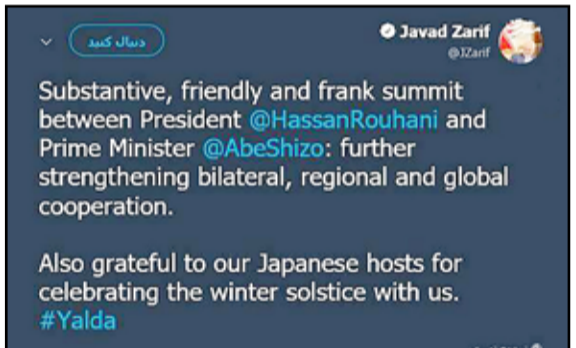 Javad Zarif
@JZarif
دنبال کنید
Substantive, friendly and frank summit
between President @HassanRouhani and
Prime Minister @AbeShizo: further
strengthening bilateral, regional and global
cooperation.
Also grateful to our Japanese hosts for
celebrating the winter solstice with us.
#Yalda